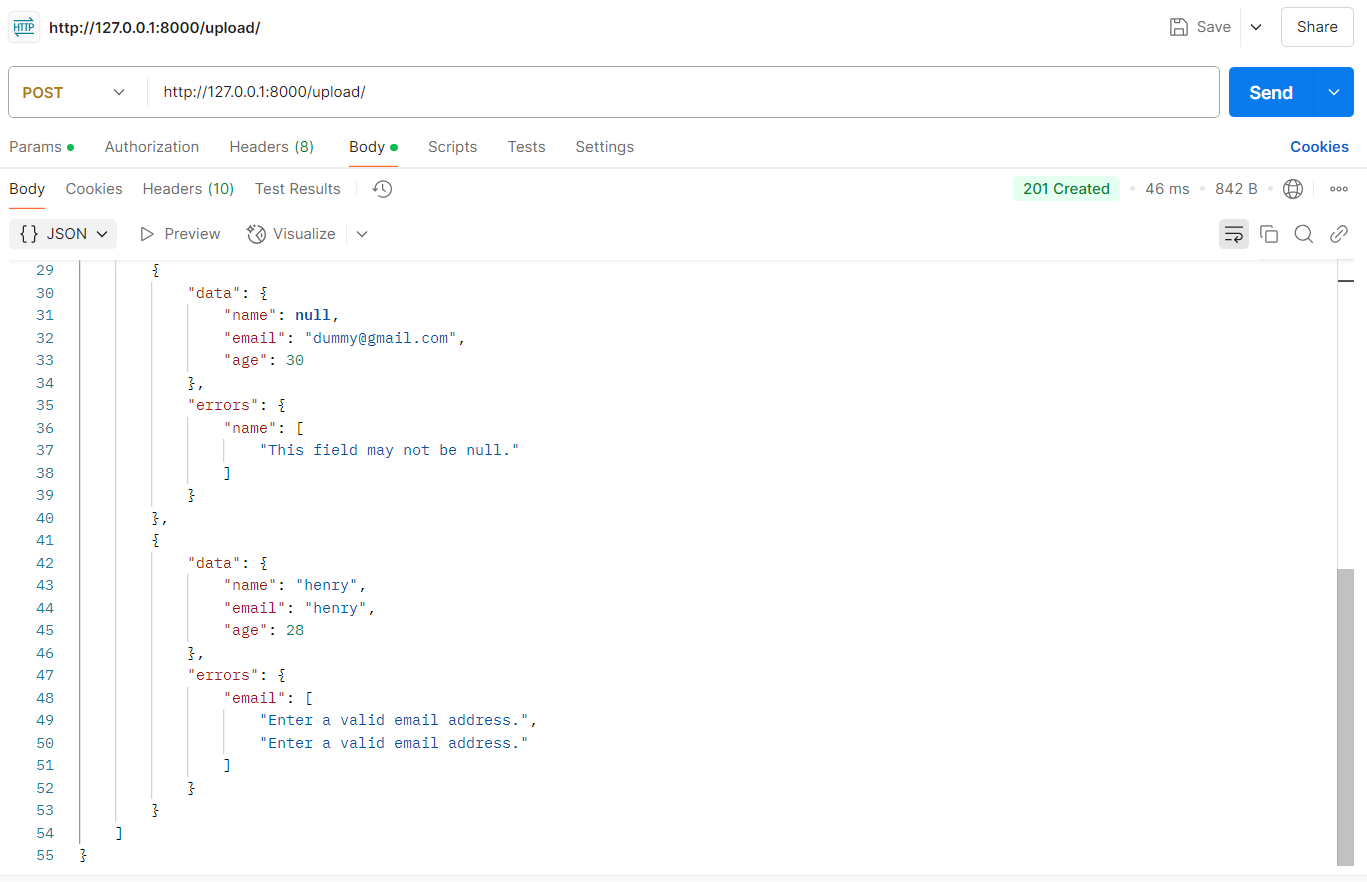 HTTP http://127.0.0.1:8000/upload/ Save Share
POST http://127.0.0.1:8000/upload/ Send
Params Authorization Headers (8) Body Scripts Tests Settings Cookies
Body Cookies Headers (10) Test Results 201 Created 46 ms 842 B
{} JSON Preview Visualize
29 {
30 "data": {
31 "name": null,
32 "email": "dummy@gmail.com",
33 "age": 30
34 },
35 "errors": {
36 "name": [
37 "This field may not be null."
38 ]
39 }
40 },
41 {
42 "data": {
43 "name": "henry",
44 "email": "henry",
45 "age": 28
46 },
47 "errors": {
48 "email": [
49 "Enter a valid email address.",
50 "Enter a valid email address."
51 ]
52 }
53 }
54 ]
55 }